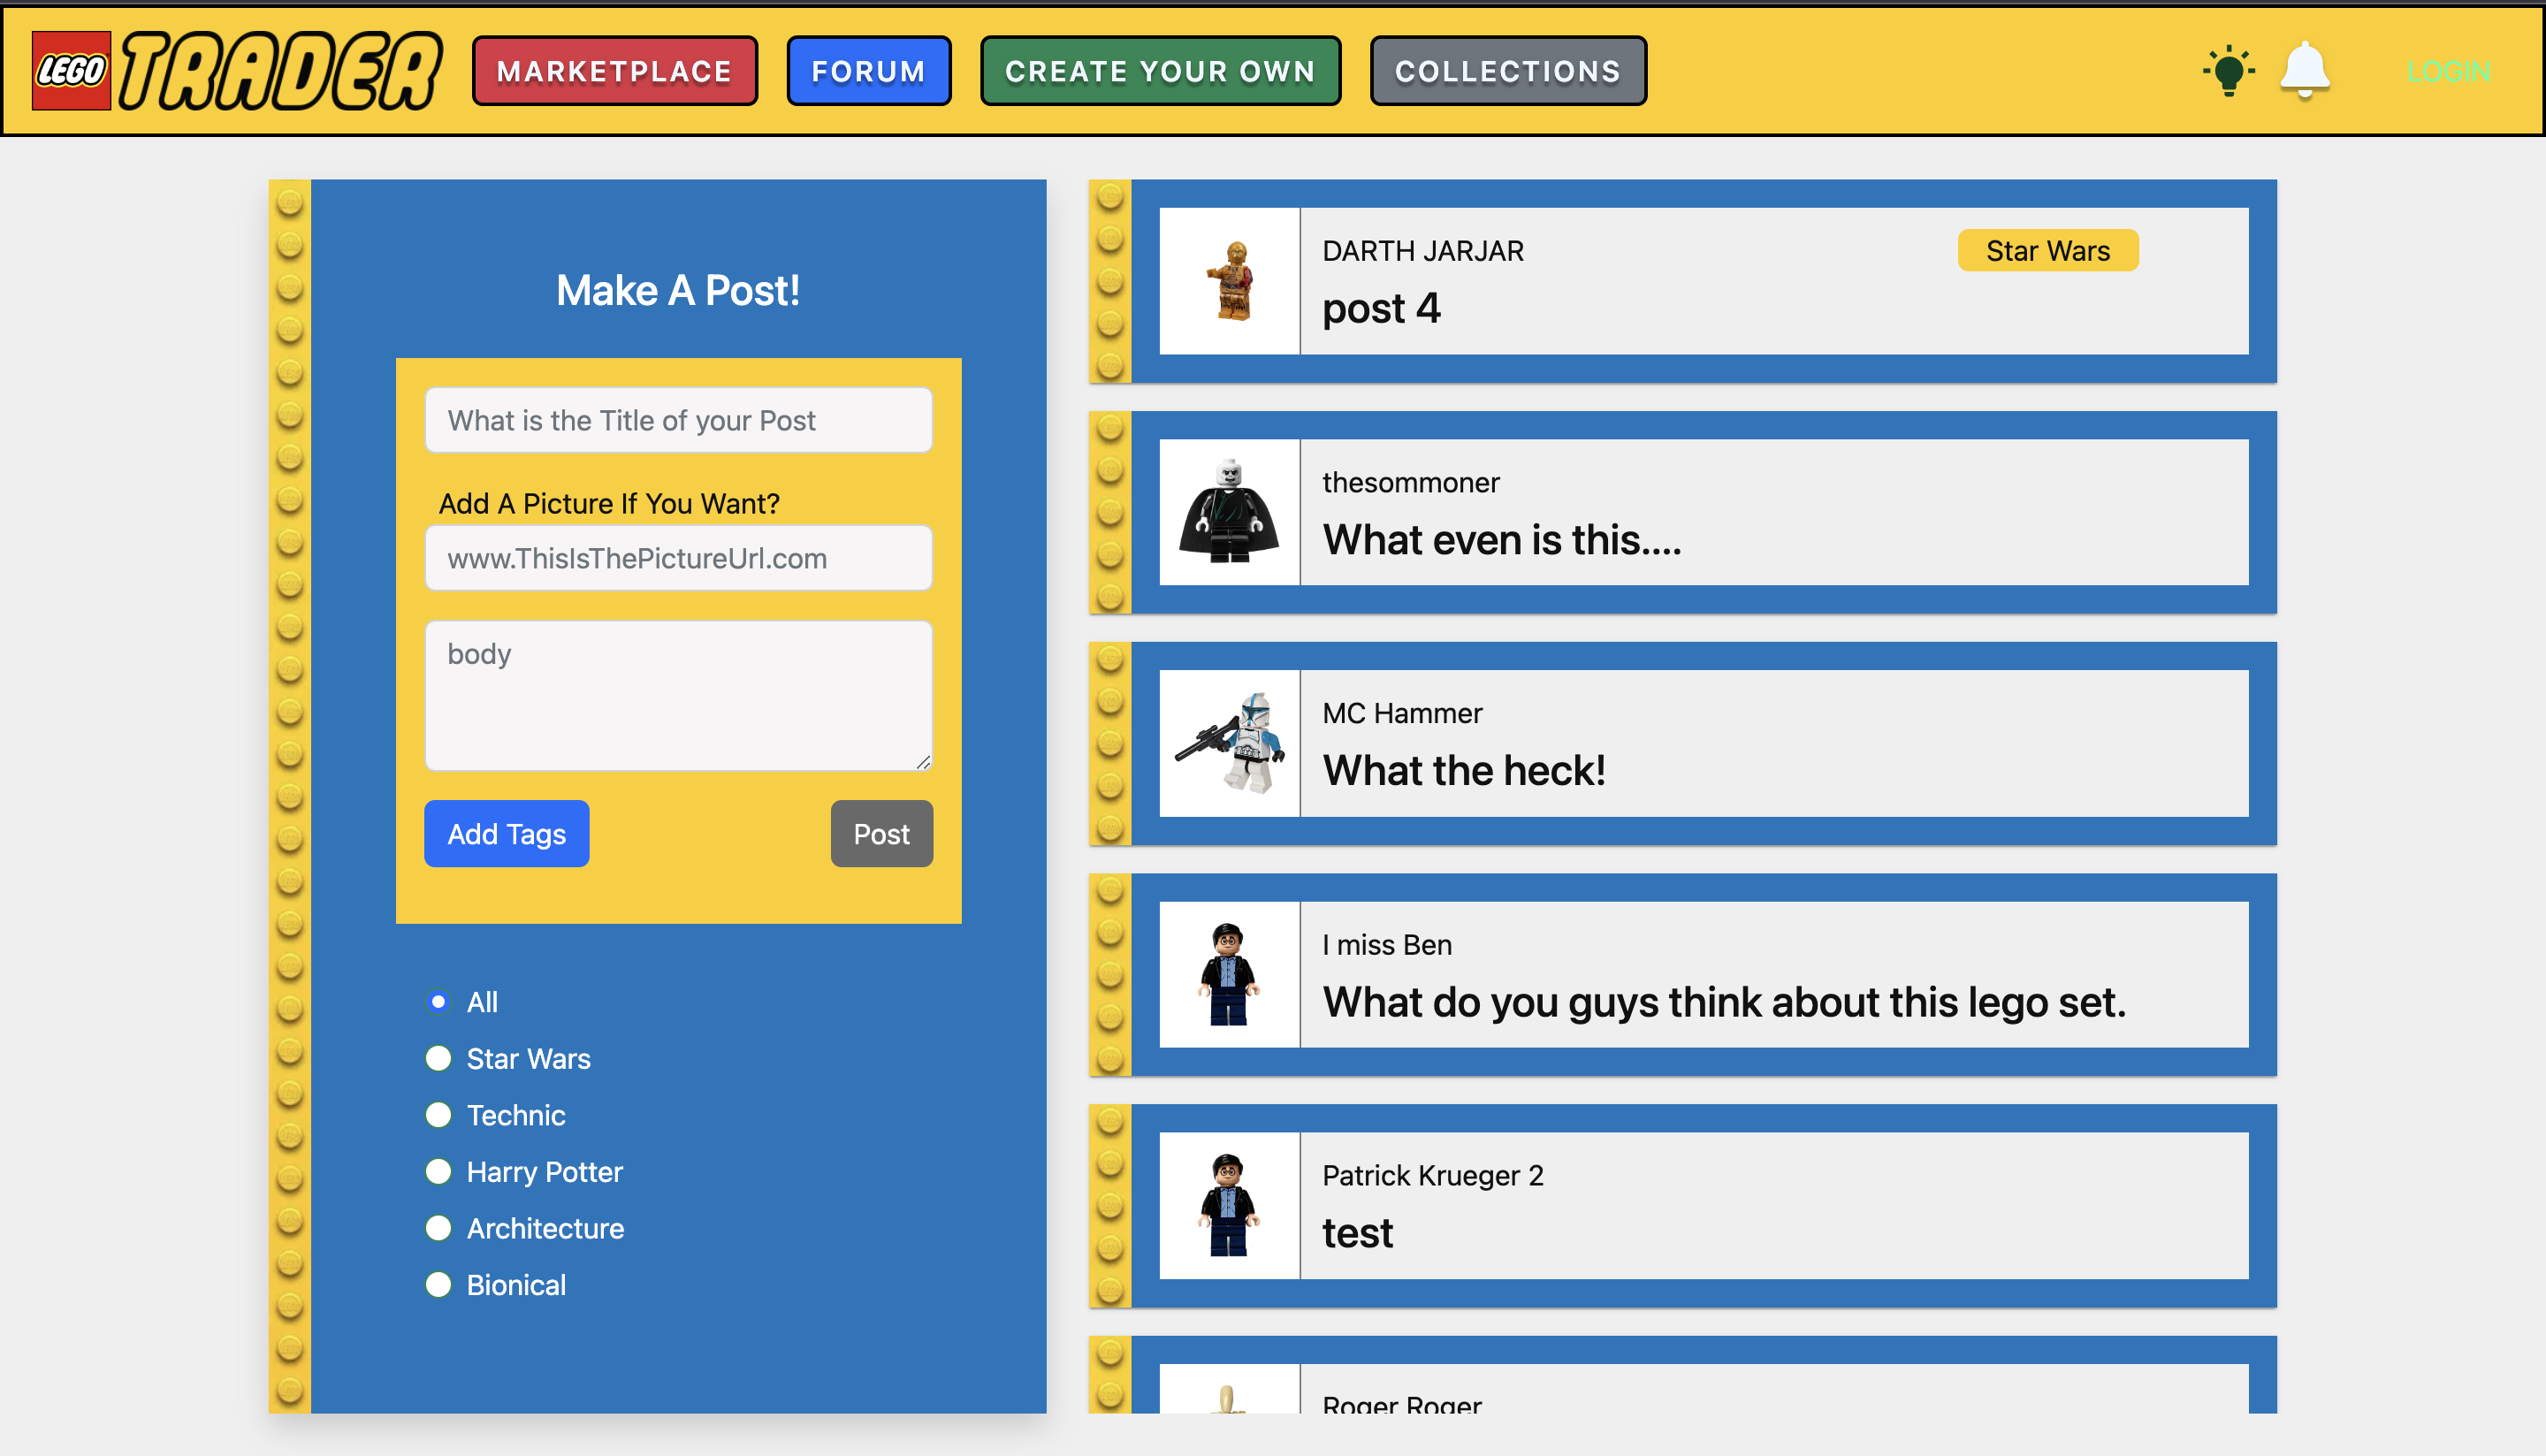 LEGO TRADER MARKETPLACE FORUM CREATE YOUR OWN COLLECTIONS LOGIN
Make A Post!
What is the Title of your Post
Add A Picture If You Want?
www.ThisIsThePictureUrl.com
body
Add Tags Post
All
Star Wars
Technic
Harry Potter
Architecture
Bionical
DARTH JARJAR Star Wars
post 4
thesommoner
What even is this....
MC Hammer
What the heck!
I miss Ben
What do you guys think about this lego set.
Patrick Krueger 2
test
Roger Roger